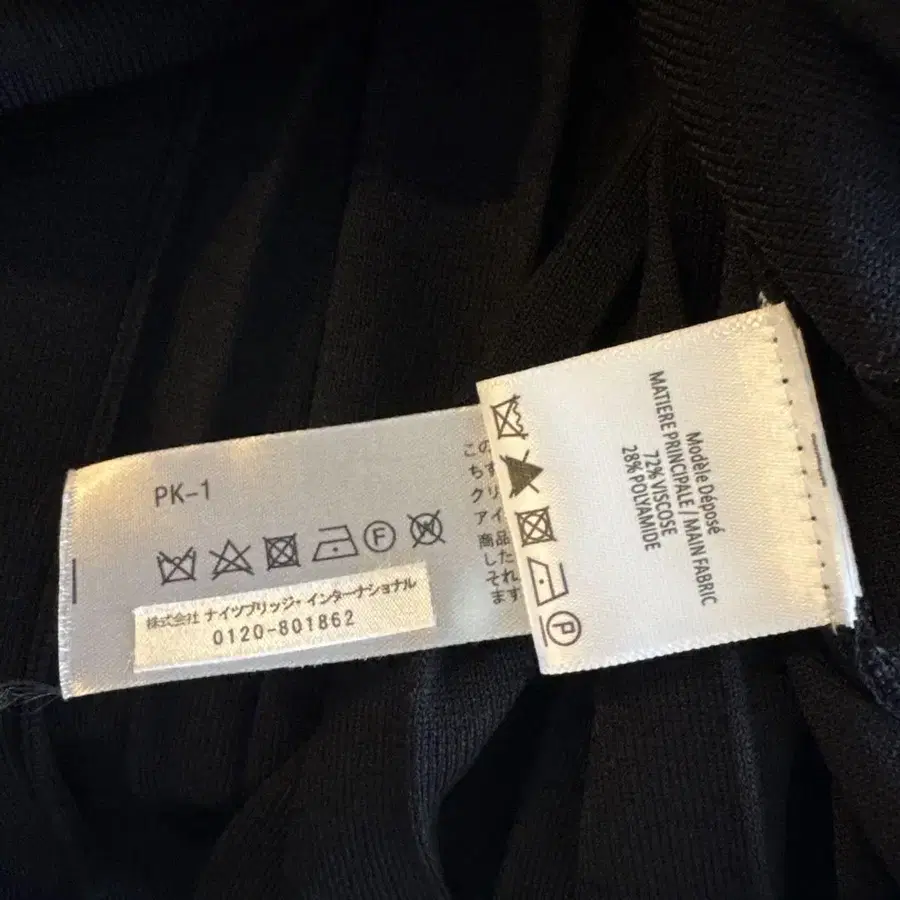 PK-1
株式会社 ナイツブリッジ・インターナショナル
0120-801862
この
ちす
クリ
アイ
商品
した
それ
ます
Modèle Déposé
MATIERE PRINCIPALE / MAIN FABRIC
72% VISCOSE
28% POLYAMIDE